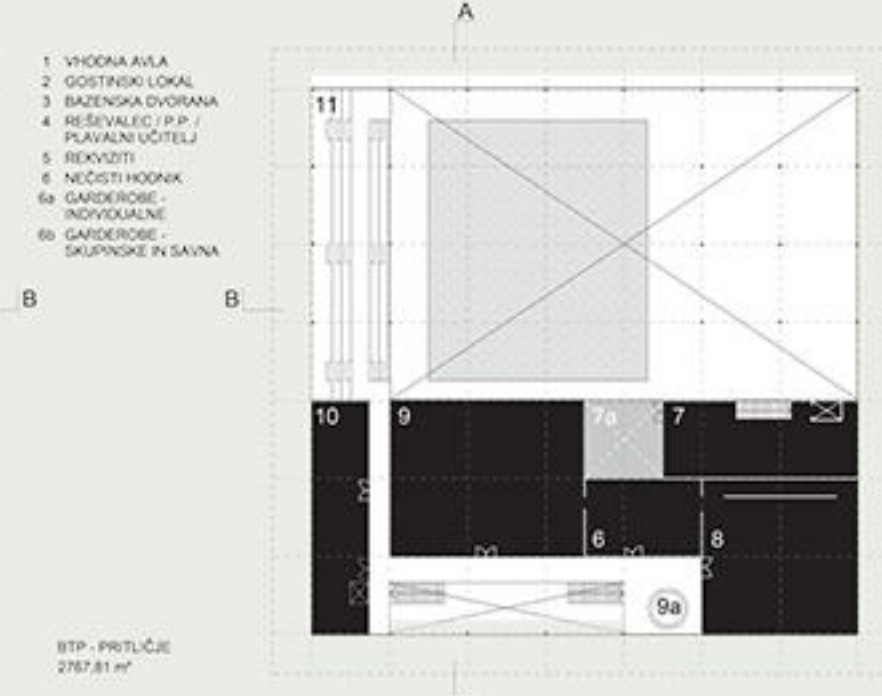 A
1 VHODNA AVLA
2 GOSTINSKI LOKAL
3 BAZENSKA DVORANA
4 REŠEVALEC / P.P. /
PLAVALNI UČITELJ
5 REKVIZITI
6 NEČISTI HODNIK
6a GARDEROBE -
INDIVIDUALNE
6b GARDEROBE -
SKUPINSKE IN SAVNA
B
B
11
10
9
7a
7
6
8
9a
BTP - PRITLIČJE
2767,81 m²